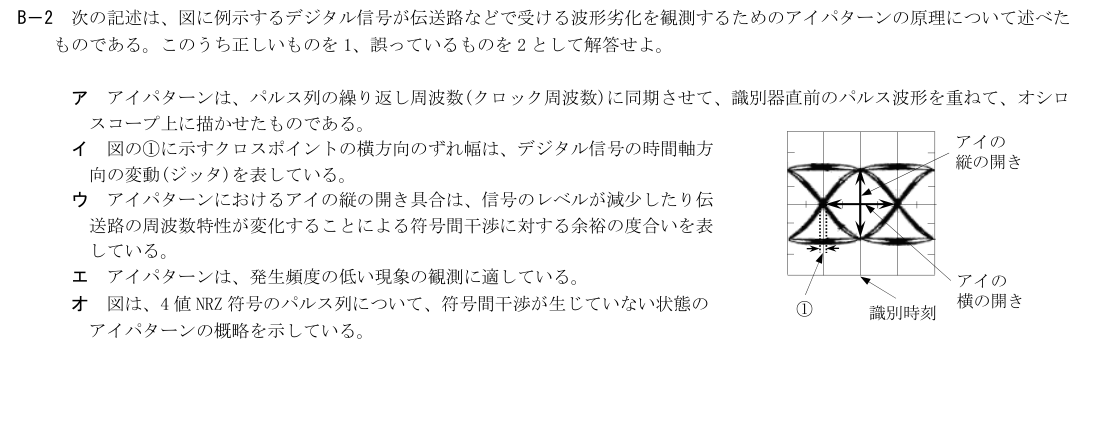 B－2 次の記述は、図に例示するデジタル信号が伝送路などで受ける波形劣化を観測するためのアイパターンの原理について述べた
ものである。このうち正しいものを 1、誤っているものを 2 として解答せよ。
ア アイパターンは、パルス列の繰り返し周波数(クロック周波数)に同期させて、識別器直前のパルス波形を重ねて、オシロ
スコープ上に描かせたものである。
イ 図の①に示すクロスポイントの横方向のずれ幅は、デジタル信号の時間軸方
向の変動(ジッタ)を表している。
ウ アイパターンにおけるアイの縦の開き具合は、信号のレベルが減少したり伝
送路の周波数特性が変化することによる符号間干渉に対する余裕の度合いを表
している。
エ アイパターンは、発生頻度の低い現象の観測に適している。
オ 図は、4 値 NRZ 符号のパルス列について、符号間干渉が生じていない状態の
アイパターンの概略を示している。
アイの
縦の開き
アイの
横の開き
①
識別時刻